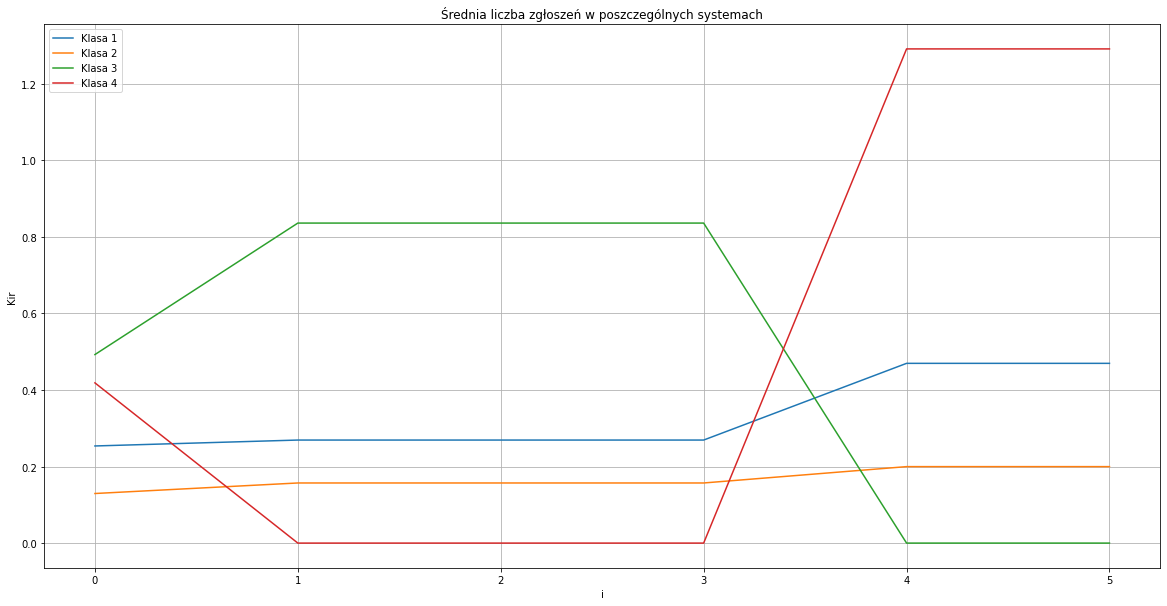 Średnia liczba zgłoszeń w poszczególnych systemach
Klasa 1
Klasa 2
Klasa 3
Klasa 4
1.2
1.0
0.8
0.6
0.4
0.2
0.0
Kir
0 1 2 3 4 5
i